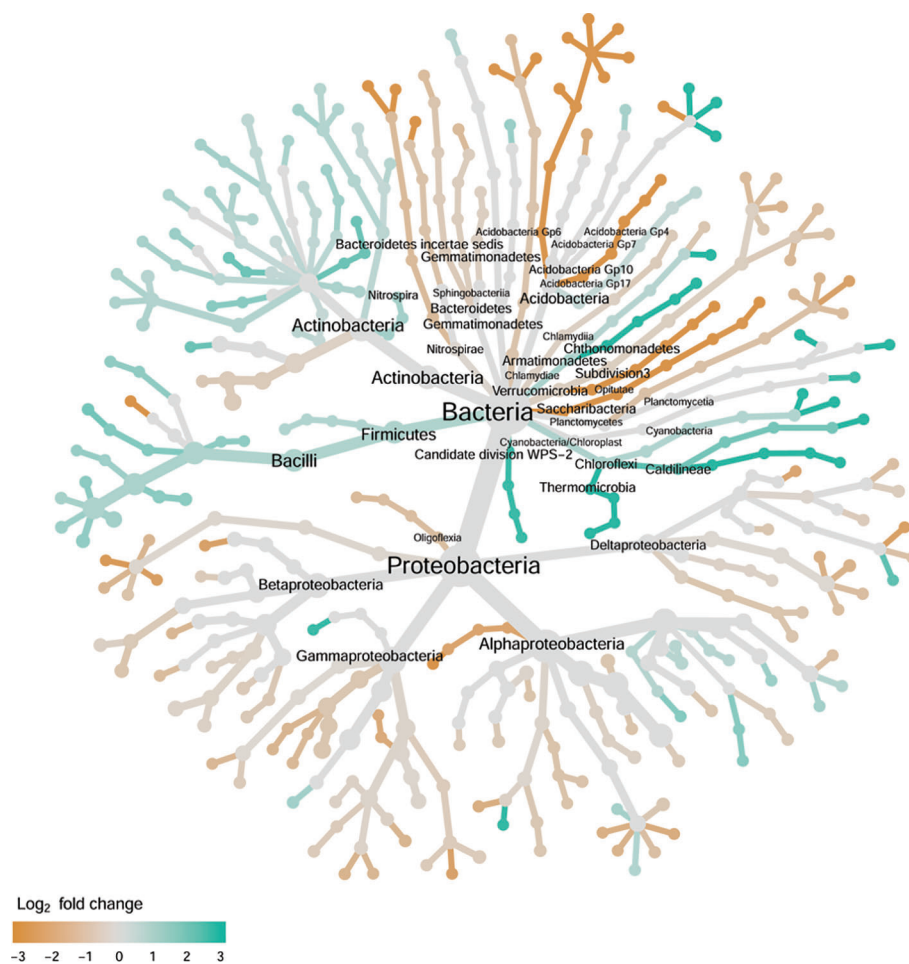 Acidobacteria Gp6
Acidobacteria Gp4
Bacteroidetes incertae sedis
Acidobacteria Gp7
Gemmatimonadetes
Acidobacteria Gp10
Acidobacteria Gp17
Nitrospira
Sphingobacteriia
Acidobacteria
Bacteroidetes
Actinobacteria
Gemmatimonadetes
Chlamydiia
Nitrospirae
Chthonomonadetes
Armatimonadetes
Actinobacteria
Chlamydiae
Subdivision3
Verrucomicrobia
Opitutae
Bacteria
Saccharibacteria
Planctomycetia
Planctomycetes
Firmicutes
Cyanobacteria
Cyanobacteria/Chloroplast
Bacilli
Candidate division WPS-2
Chloroflexi
Caldilineae
Thermomicrobia
Oligoflexia
Deltaproteobacteria
Proteobacteria
Betaproteobacteria
Gammaproteobacteria
Alphaproteobacteria
Log2 fold change
-3 -2 -1 0 1 2 3